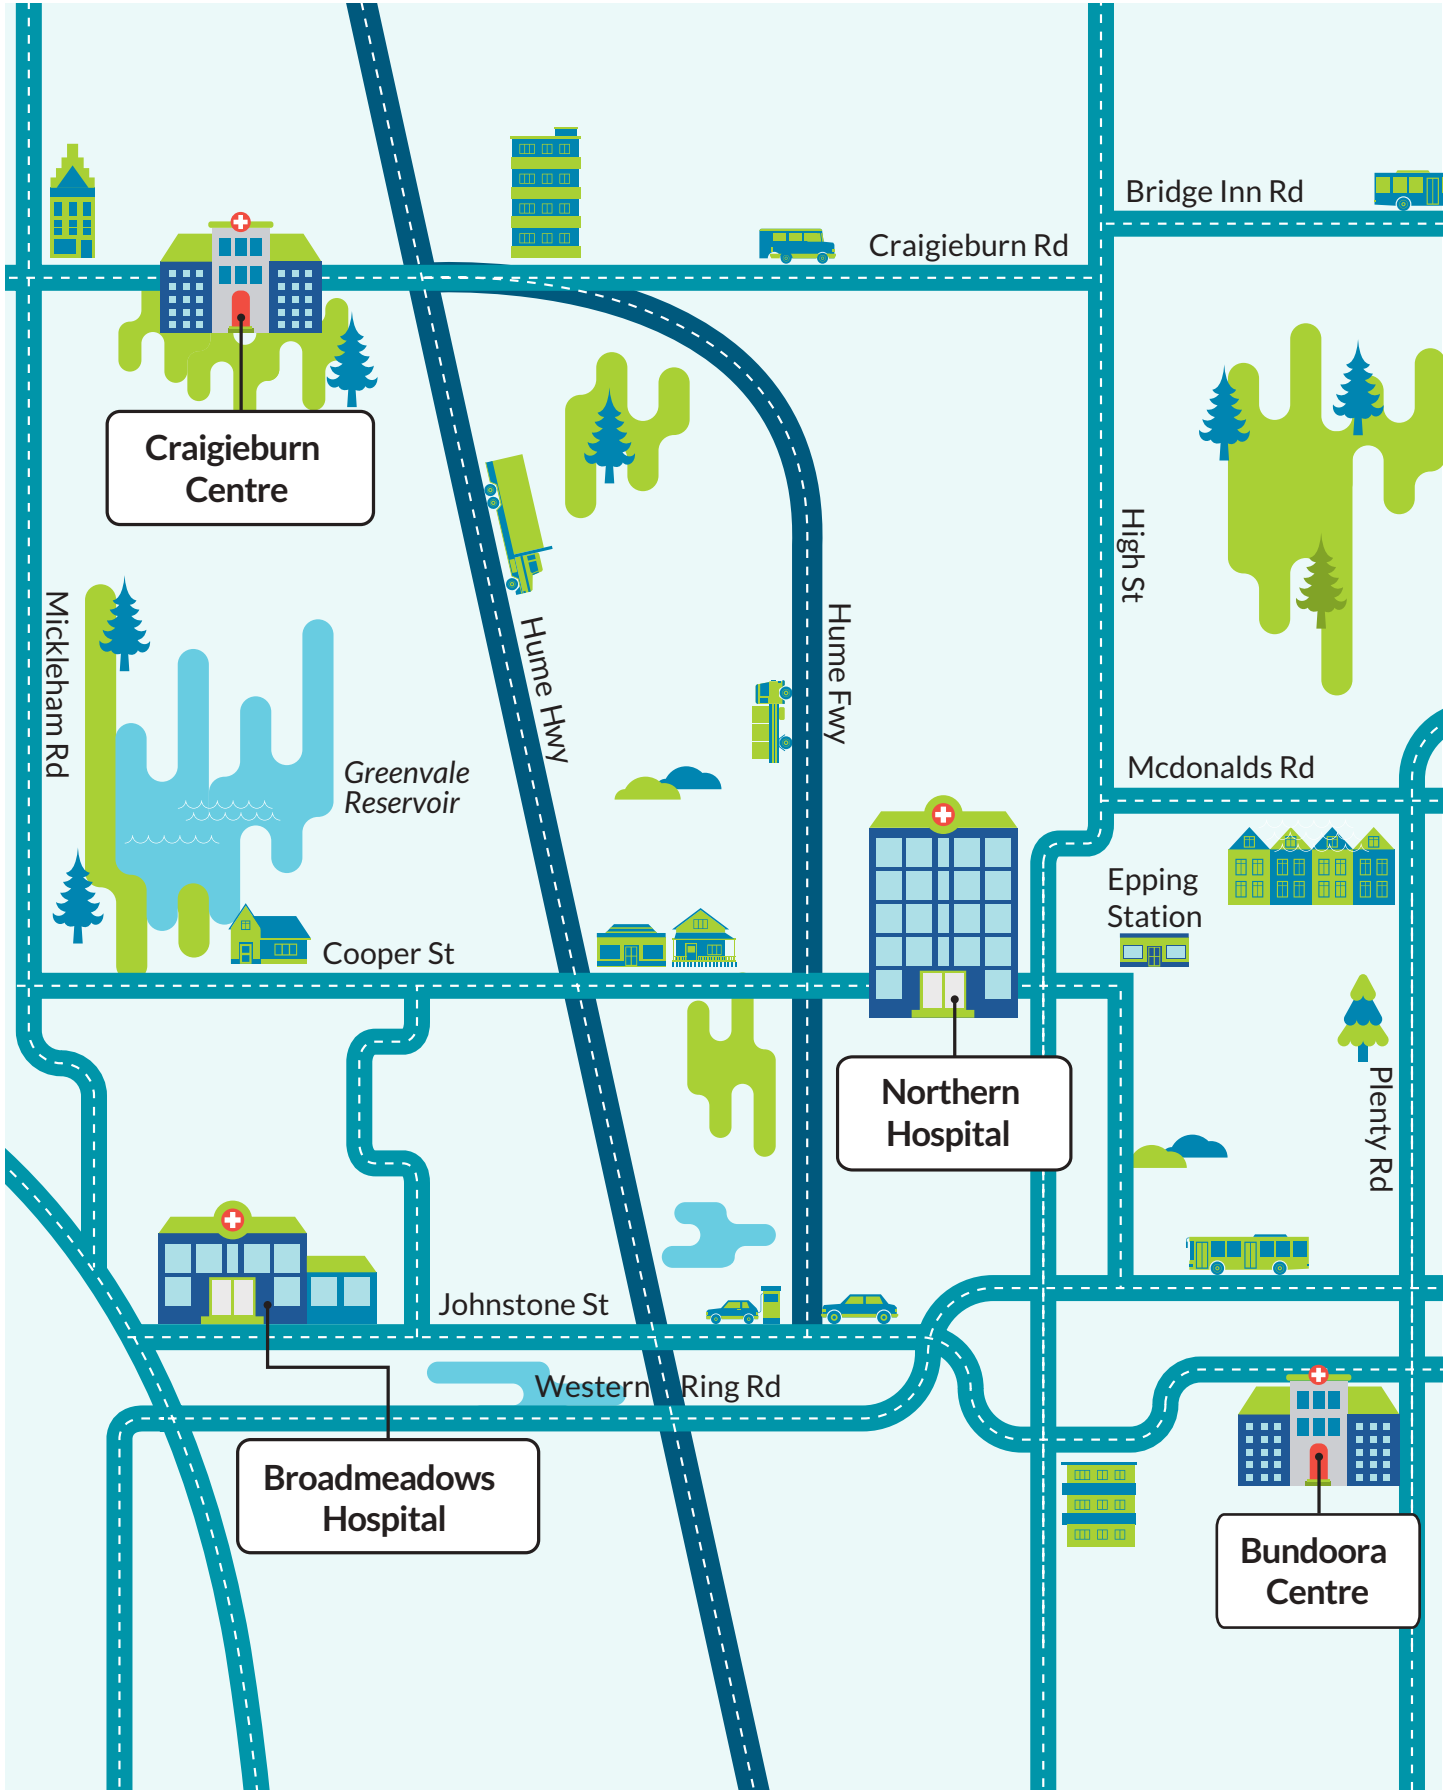 Bridge Inn Rd
Craigieburn Rd
Craigieburn
Centre
High St
Mickleham Rd
Hume Hwy
Hume Fwy
Greenvale
Reservoir
Mcdonalds Rd
Epping
Station
Cooper St
Northern
Hospital
Plenty Rd
Johnstone St
Western Ring Rd
Broadmeadows
Hospital
Bundoora
Centre